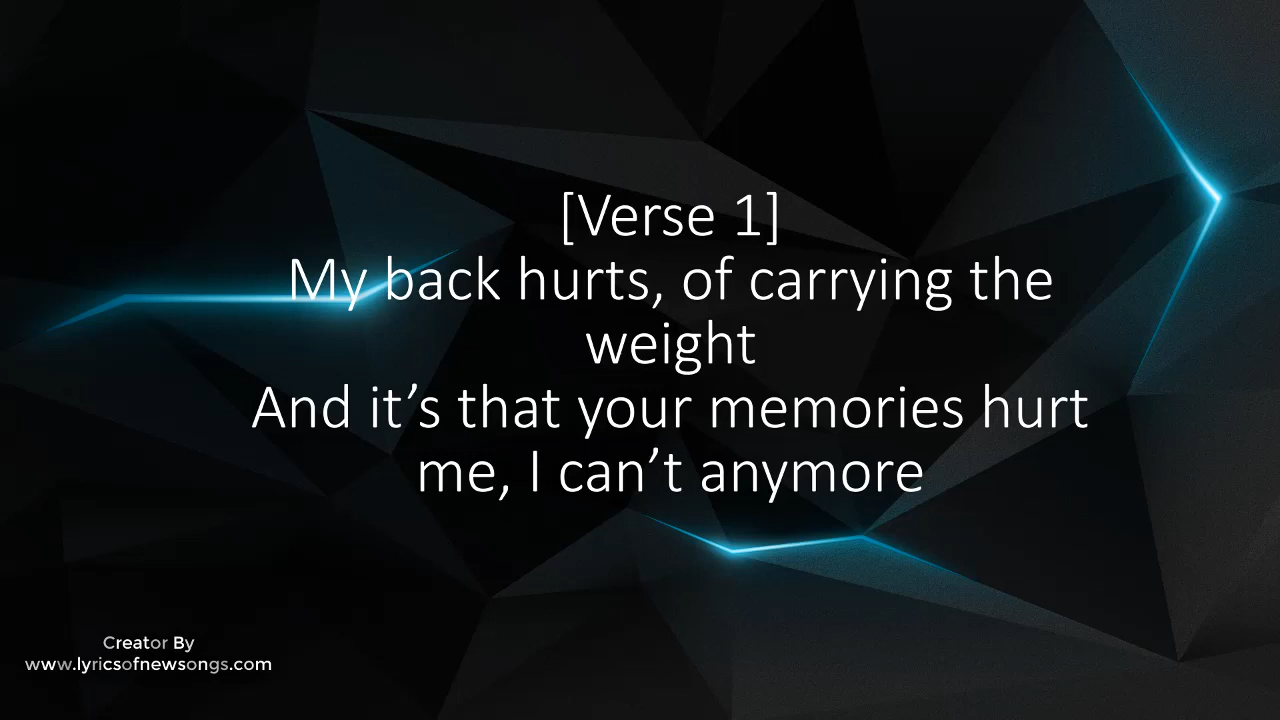 [Verse 1]
My back hurts, of carrying the
weight
And it’s that your memories hurt
me, I can’t anymore
Creator By
www.lyricsofnewsongs.com